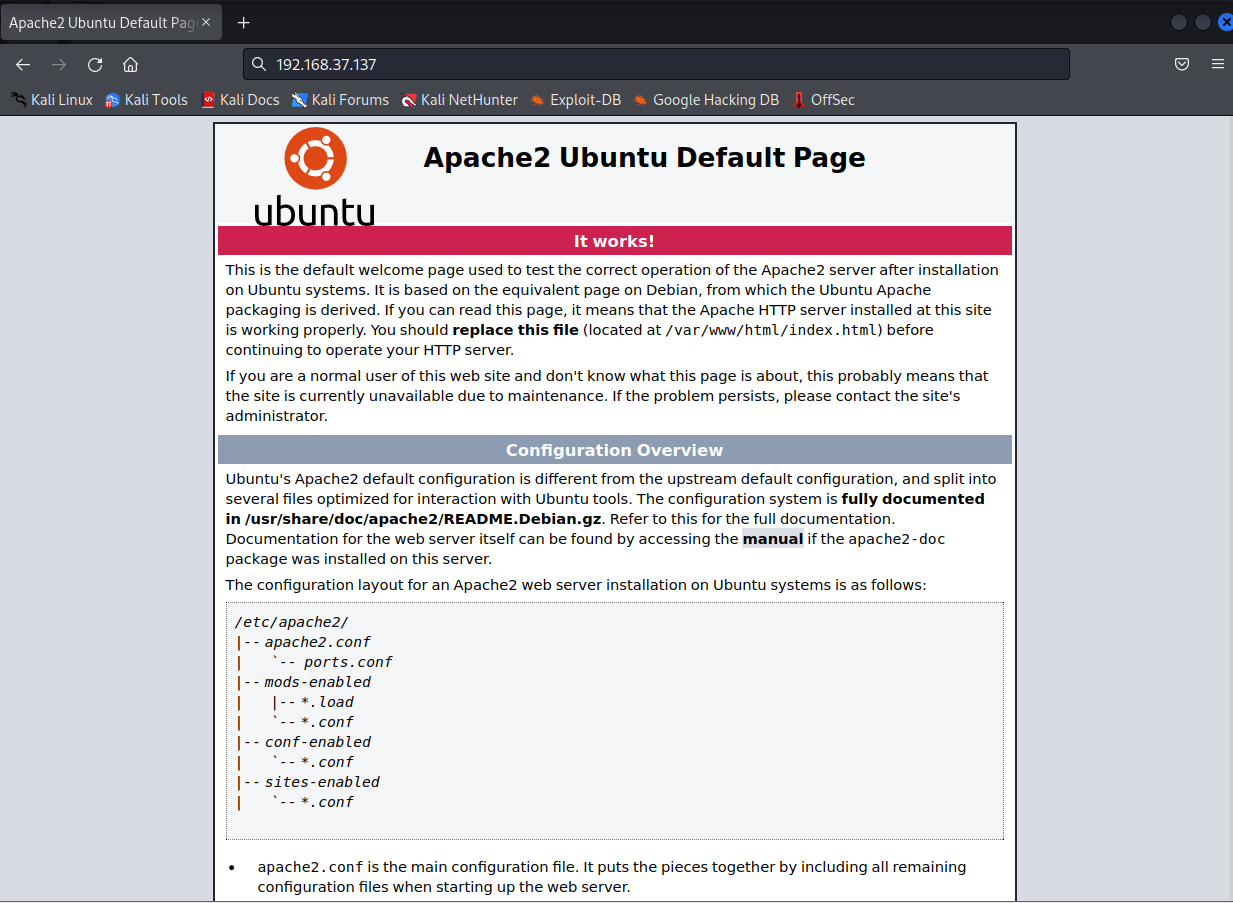 Apache2 Ubuntu Default Pag
192.168.37.137
Kali Linux Kali Tools Kali Docs Kali Forums Kali NetHunter Exploit-DB Google Hacking DB OffSec
ubuntu
Apache2 Ubuntu Default Page
It works!
This is the default welcome page used to test the correct operation of the Apache2 server after installation
on Ubuntu systems. It is based on the equivalent page on Debian, from which the Ubuntu Apache
packaging is derived. If you can read this page, it means that the Apache HTTP server installed at this site
is working properly. You should replace this file (located at /var/www/html/index.html) before
continuing to operate your HTTP server.
If you are a normal user of this web site and don't know what this page is about, this probably means that
the site is currently unavailable due to maintenance. If the problem persists, please contact the site's
administrator.
Configuration Overview
Ubuntu's Apache2 default configuration is different from the upstream default configuration, and split into
several files optimized for interaction with Ubuntu tools. The configuration system is fully documented
in /usr/share/doc/apache2/README.Debian.gz. Refer to this for the full documentation.
Documentation for the web server itself can be found by accessing the manual if the apache2-doc
package was installed on this server.
The configuration layout for an Apache2 web server installation on Ubuntu systems is as follows:
/etc/apache2/
|-- apache2.conf
|   `-- ports.conf
|-- mods-enabled
|   |-- *.load
|   `-- *.conf
|-- conf-enabled
|   `-- *.conf
|-- sites-enabled
|   `-- *.conf
• apache2.conf is the main configuration file. It puts the pieces together by including all remaining
configuration files when starting up the web server.